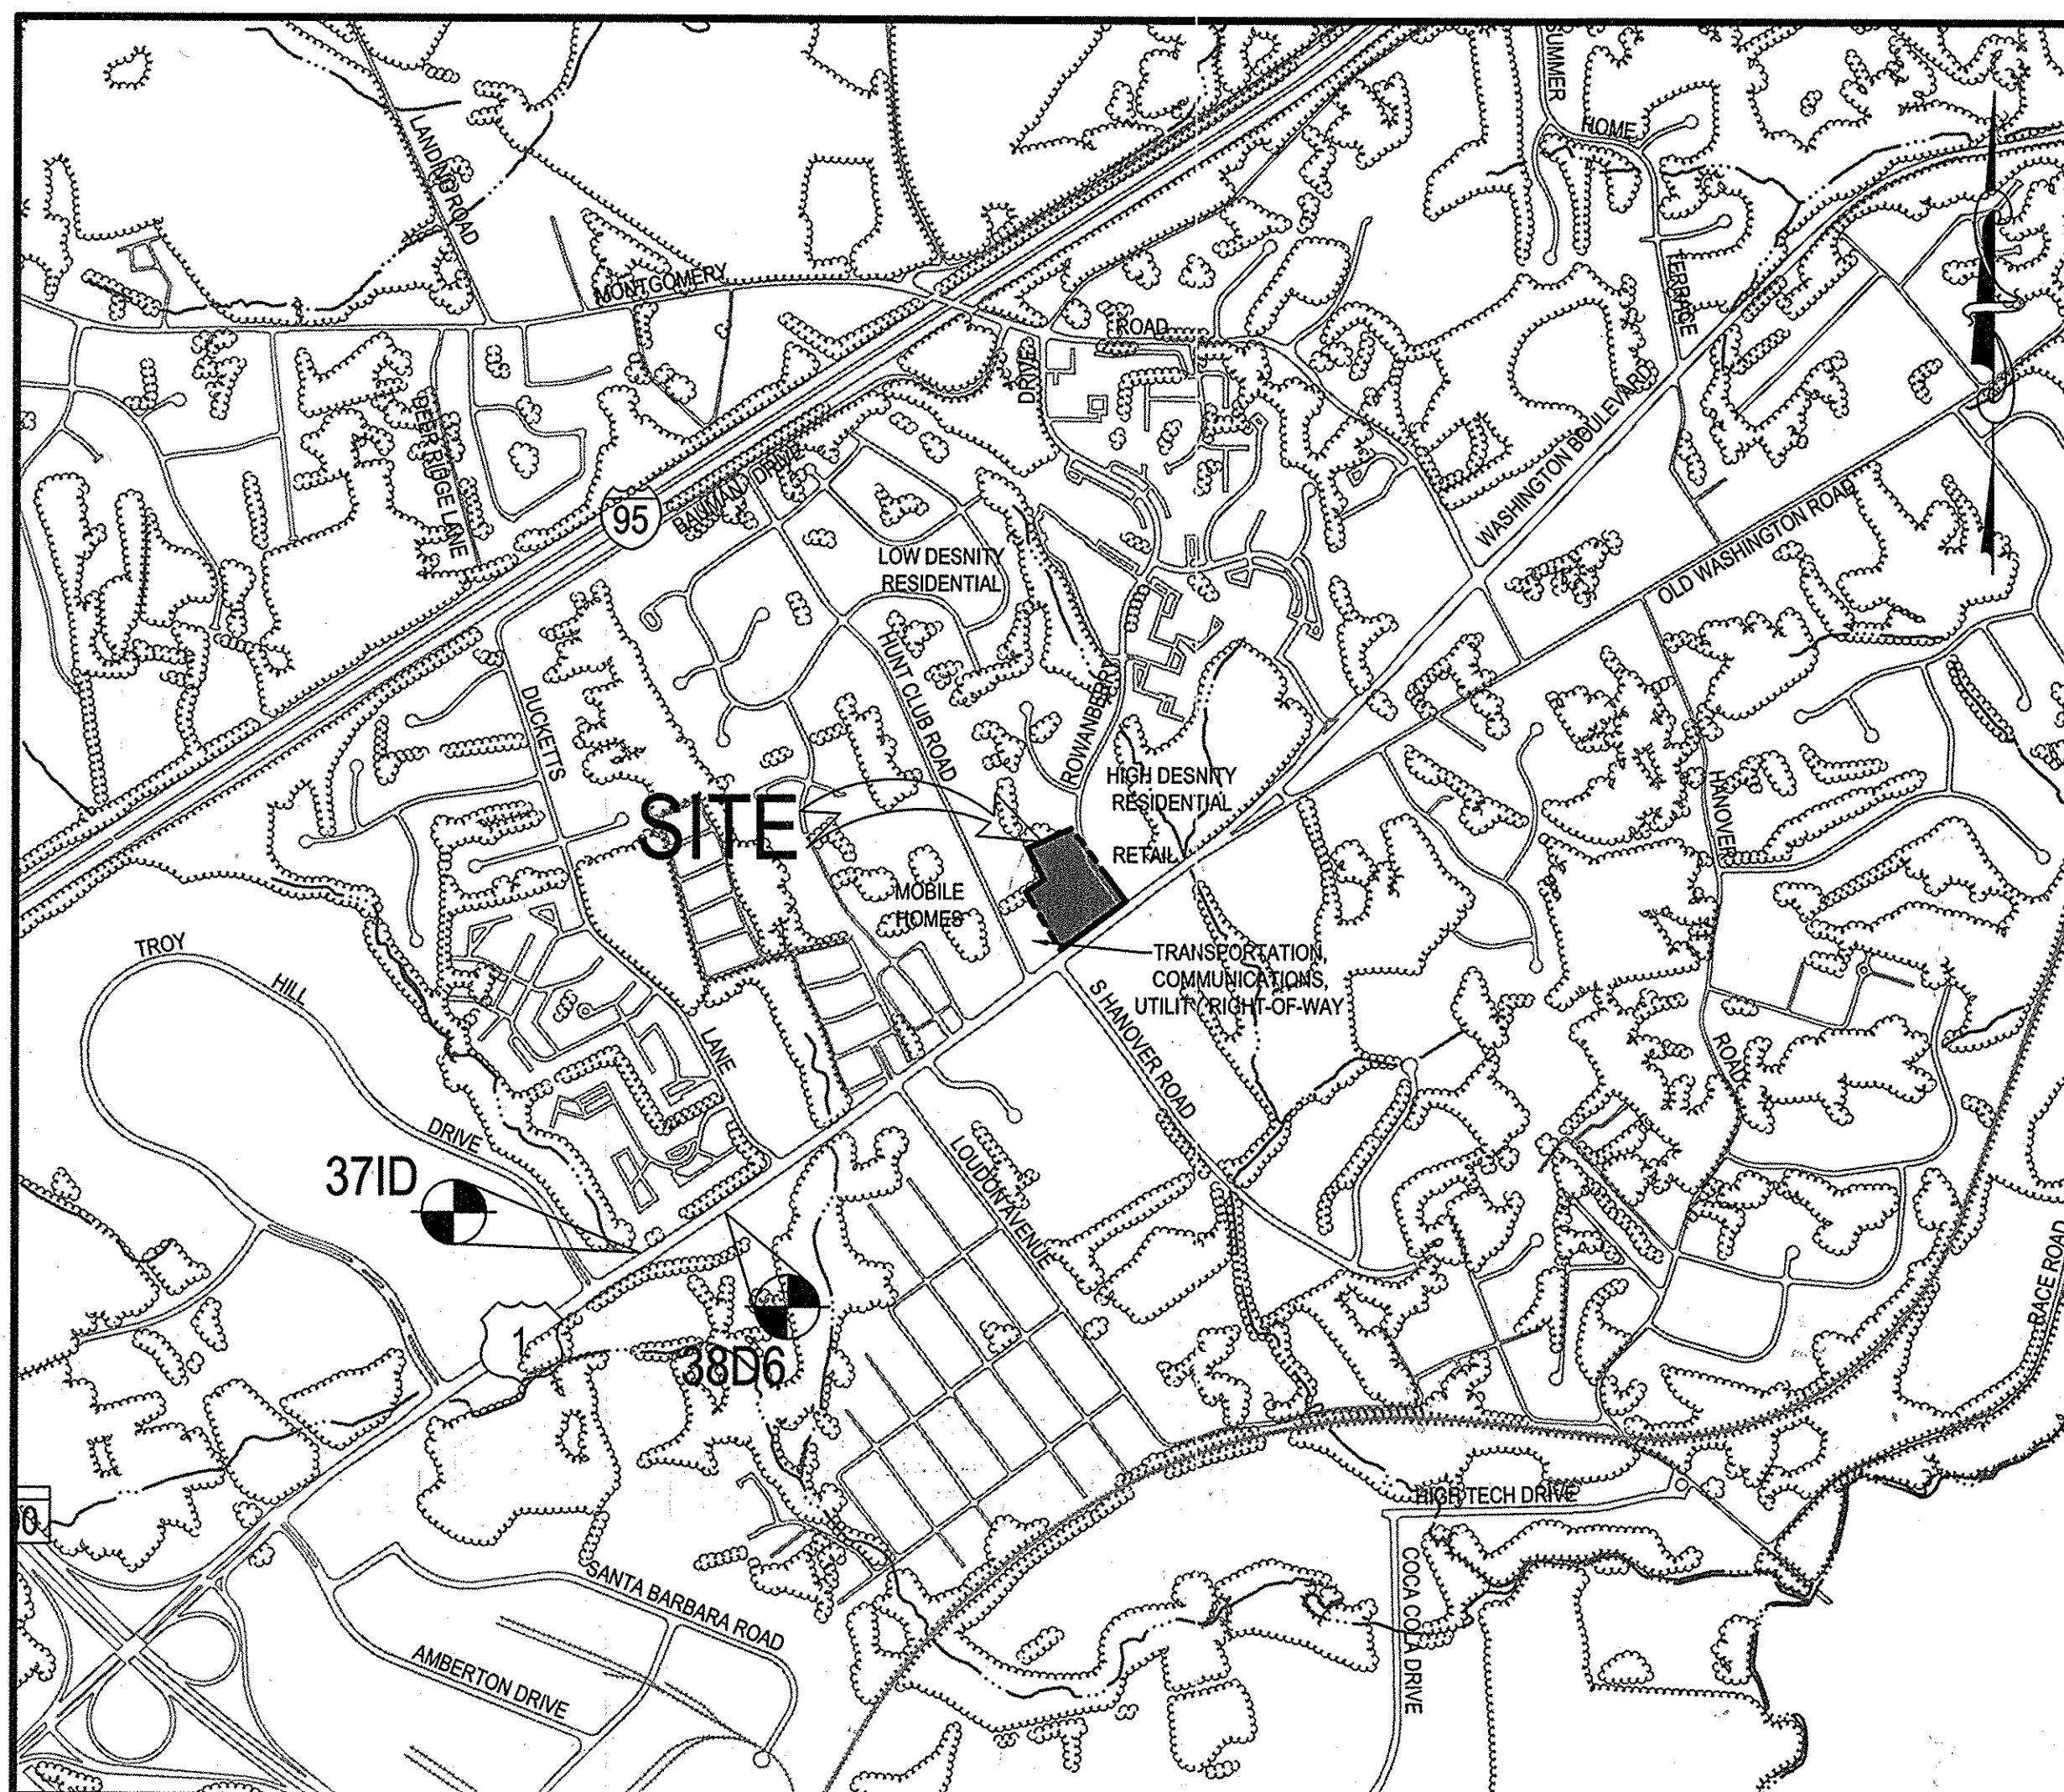 SUMMER
HOME
TERRACE
LANDING ROAD
MONTGOMERY
ROAD
DRIVE
DEER RIDGE LANE
95
BAUMAN DRIVE
WASHINGTON BOULEVARD
OLD WASHINGTON ROAD
LOW DESNITY
RESIDENTIAL
HUNT CLUB ROAD
DUCKETTS
ROWANBERRY
HIGH DESNITY
RESIDENTIAL
HANOVER
SITE
RETAIL
MOBILE
HOMES
TROY
HILL
TRANSPORTATION,
COMMUNICATIONS,
UTILITY RIGHT-OF-WAY
S HANOVER ROAD
LANE
ROAD
DRIVE
37ID
LOUDON AVENUE
RACE ROAD
1
38D6
HIGH TECH DRIVE
SANTA BARBARA ROAD
COCA COLA DRIVE
AMBERTON DRIVE